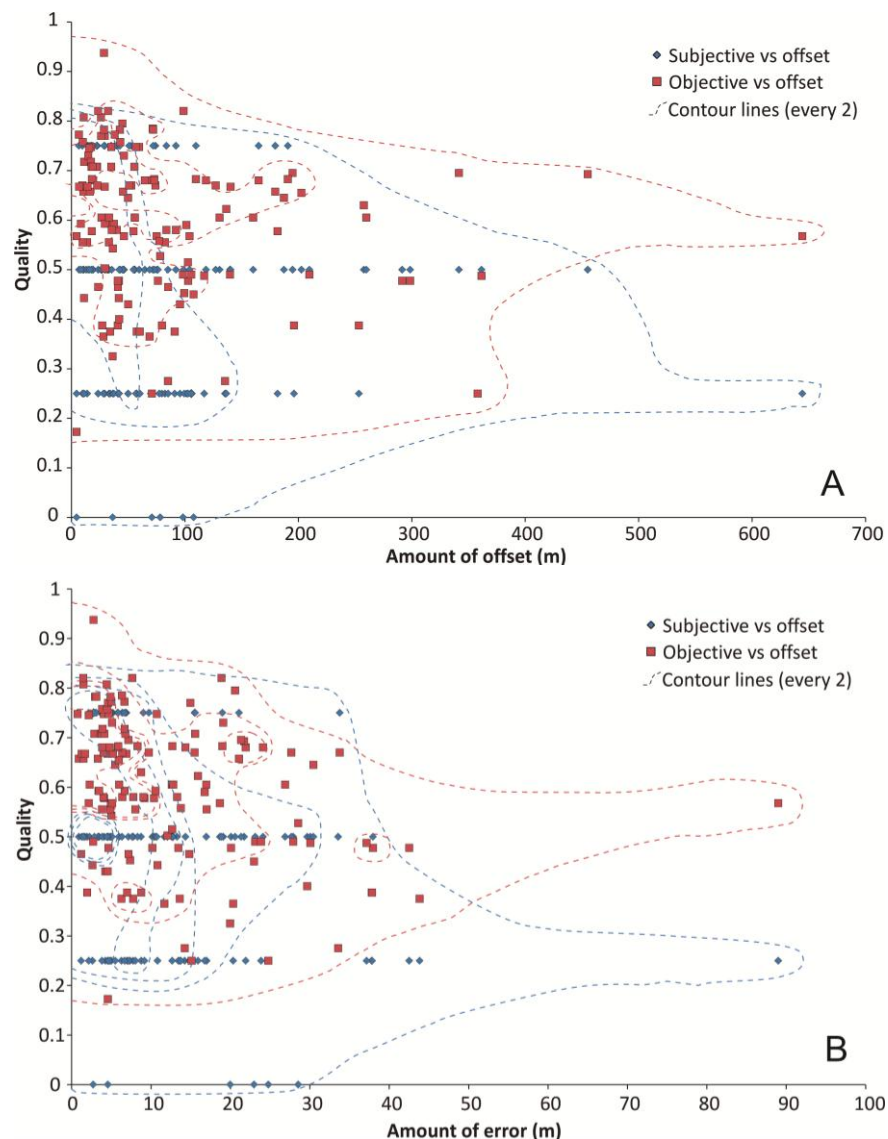 1
0.9
0.8
0.7
0.6
0.5
0.4
0.3
0.2
0.1
0
Quality
Subjective vs offset
Objective vs offset
Contour lines (every 2)
A
0 100 200 300 400 500 600 700
Amount of offset (m)
1
0.9
0.8
0.7
0.6
0.5
0.4
0.3
0.2
0.1
0
Quality
Subjective vs offset
Objective vs offset
Contour lines (every 2)
B
0 10 20 30 40 50 60 70 80 90 100
Amount of error (m)